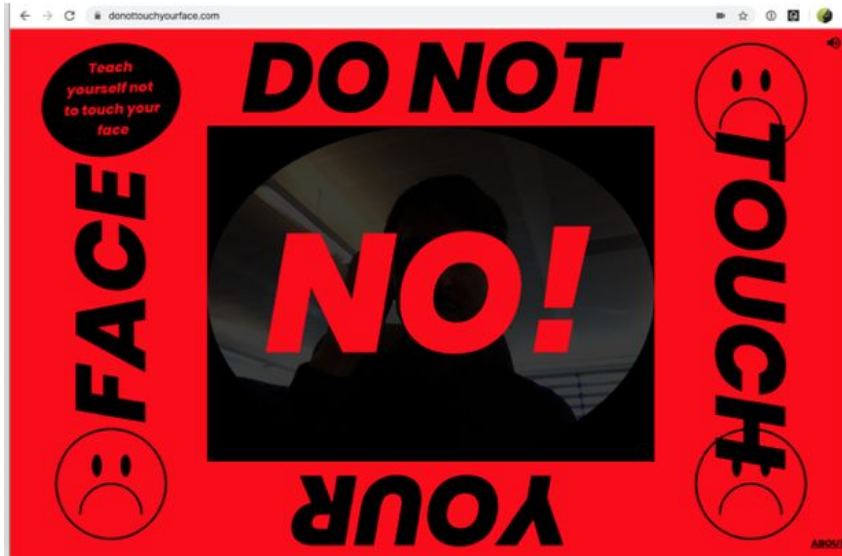 donottouchyourface.com
Teach
yourself not
to touch your
face
DO NOT
TOUCH
YOUR
FACE
NO!
ABOUT